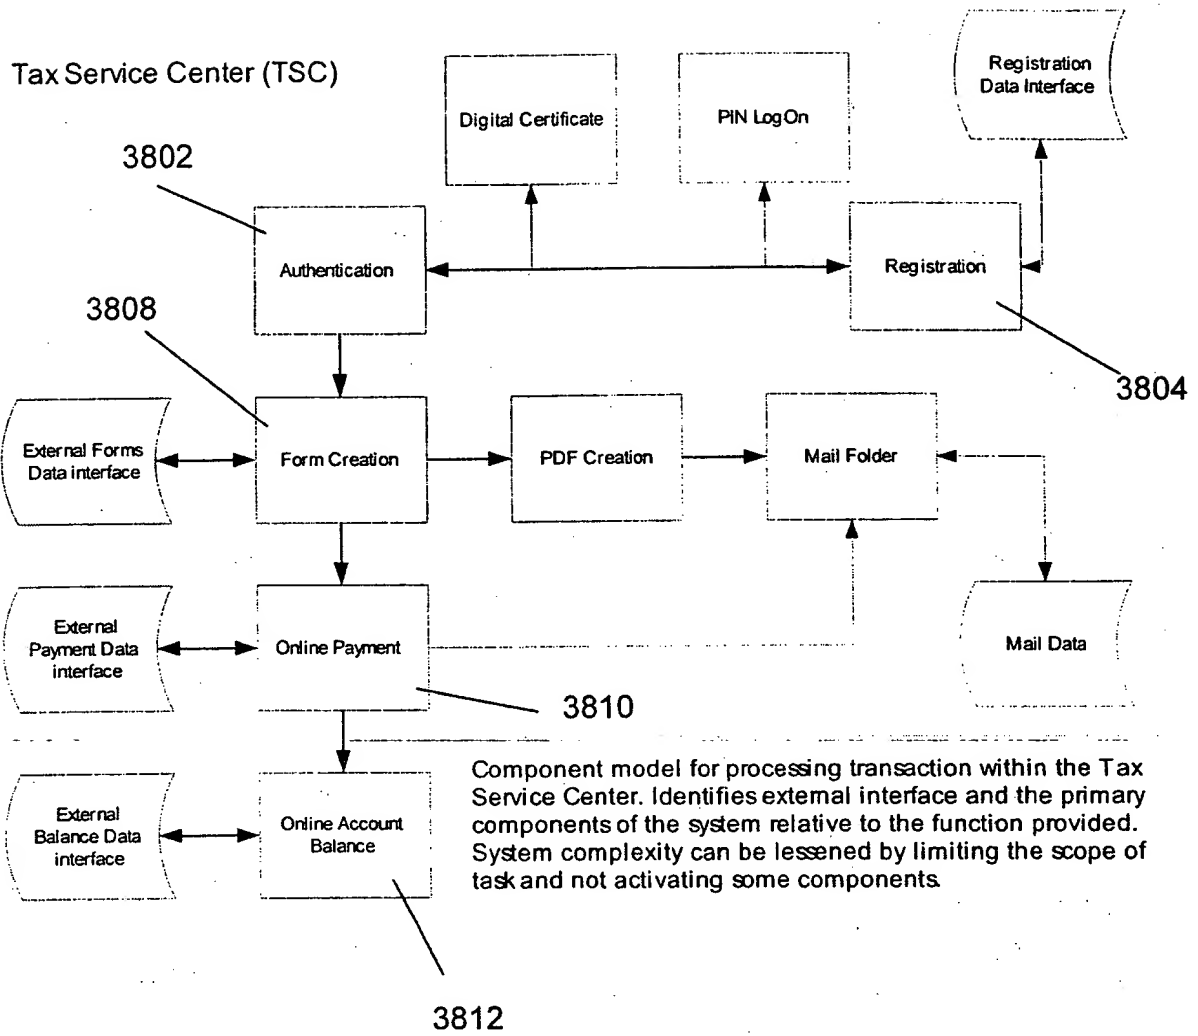 Tax Service Center (TSC)
Registration
Data Interface
Digital Certificate
PIN LogOn
3802
Authentication
Registration
3808
3804
External Forms
Data interface
Form Creation
PDF Creation
Mail Folder
External
Payment Data
interface
Online Payment
Mail Data
3810
External
Balance Data
interface
Online Account
Balance
Component model for processing transaction within the Tax
Service Center. Identifies external interface and the primary
components of the system relative to the function provided.
System complexity can be lessened by limiting the scope of
task and not activating some components.
3812